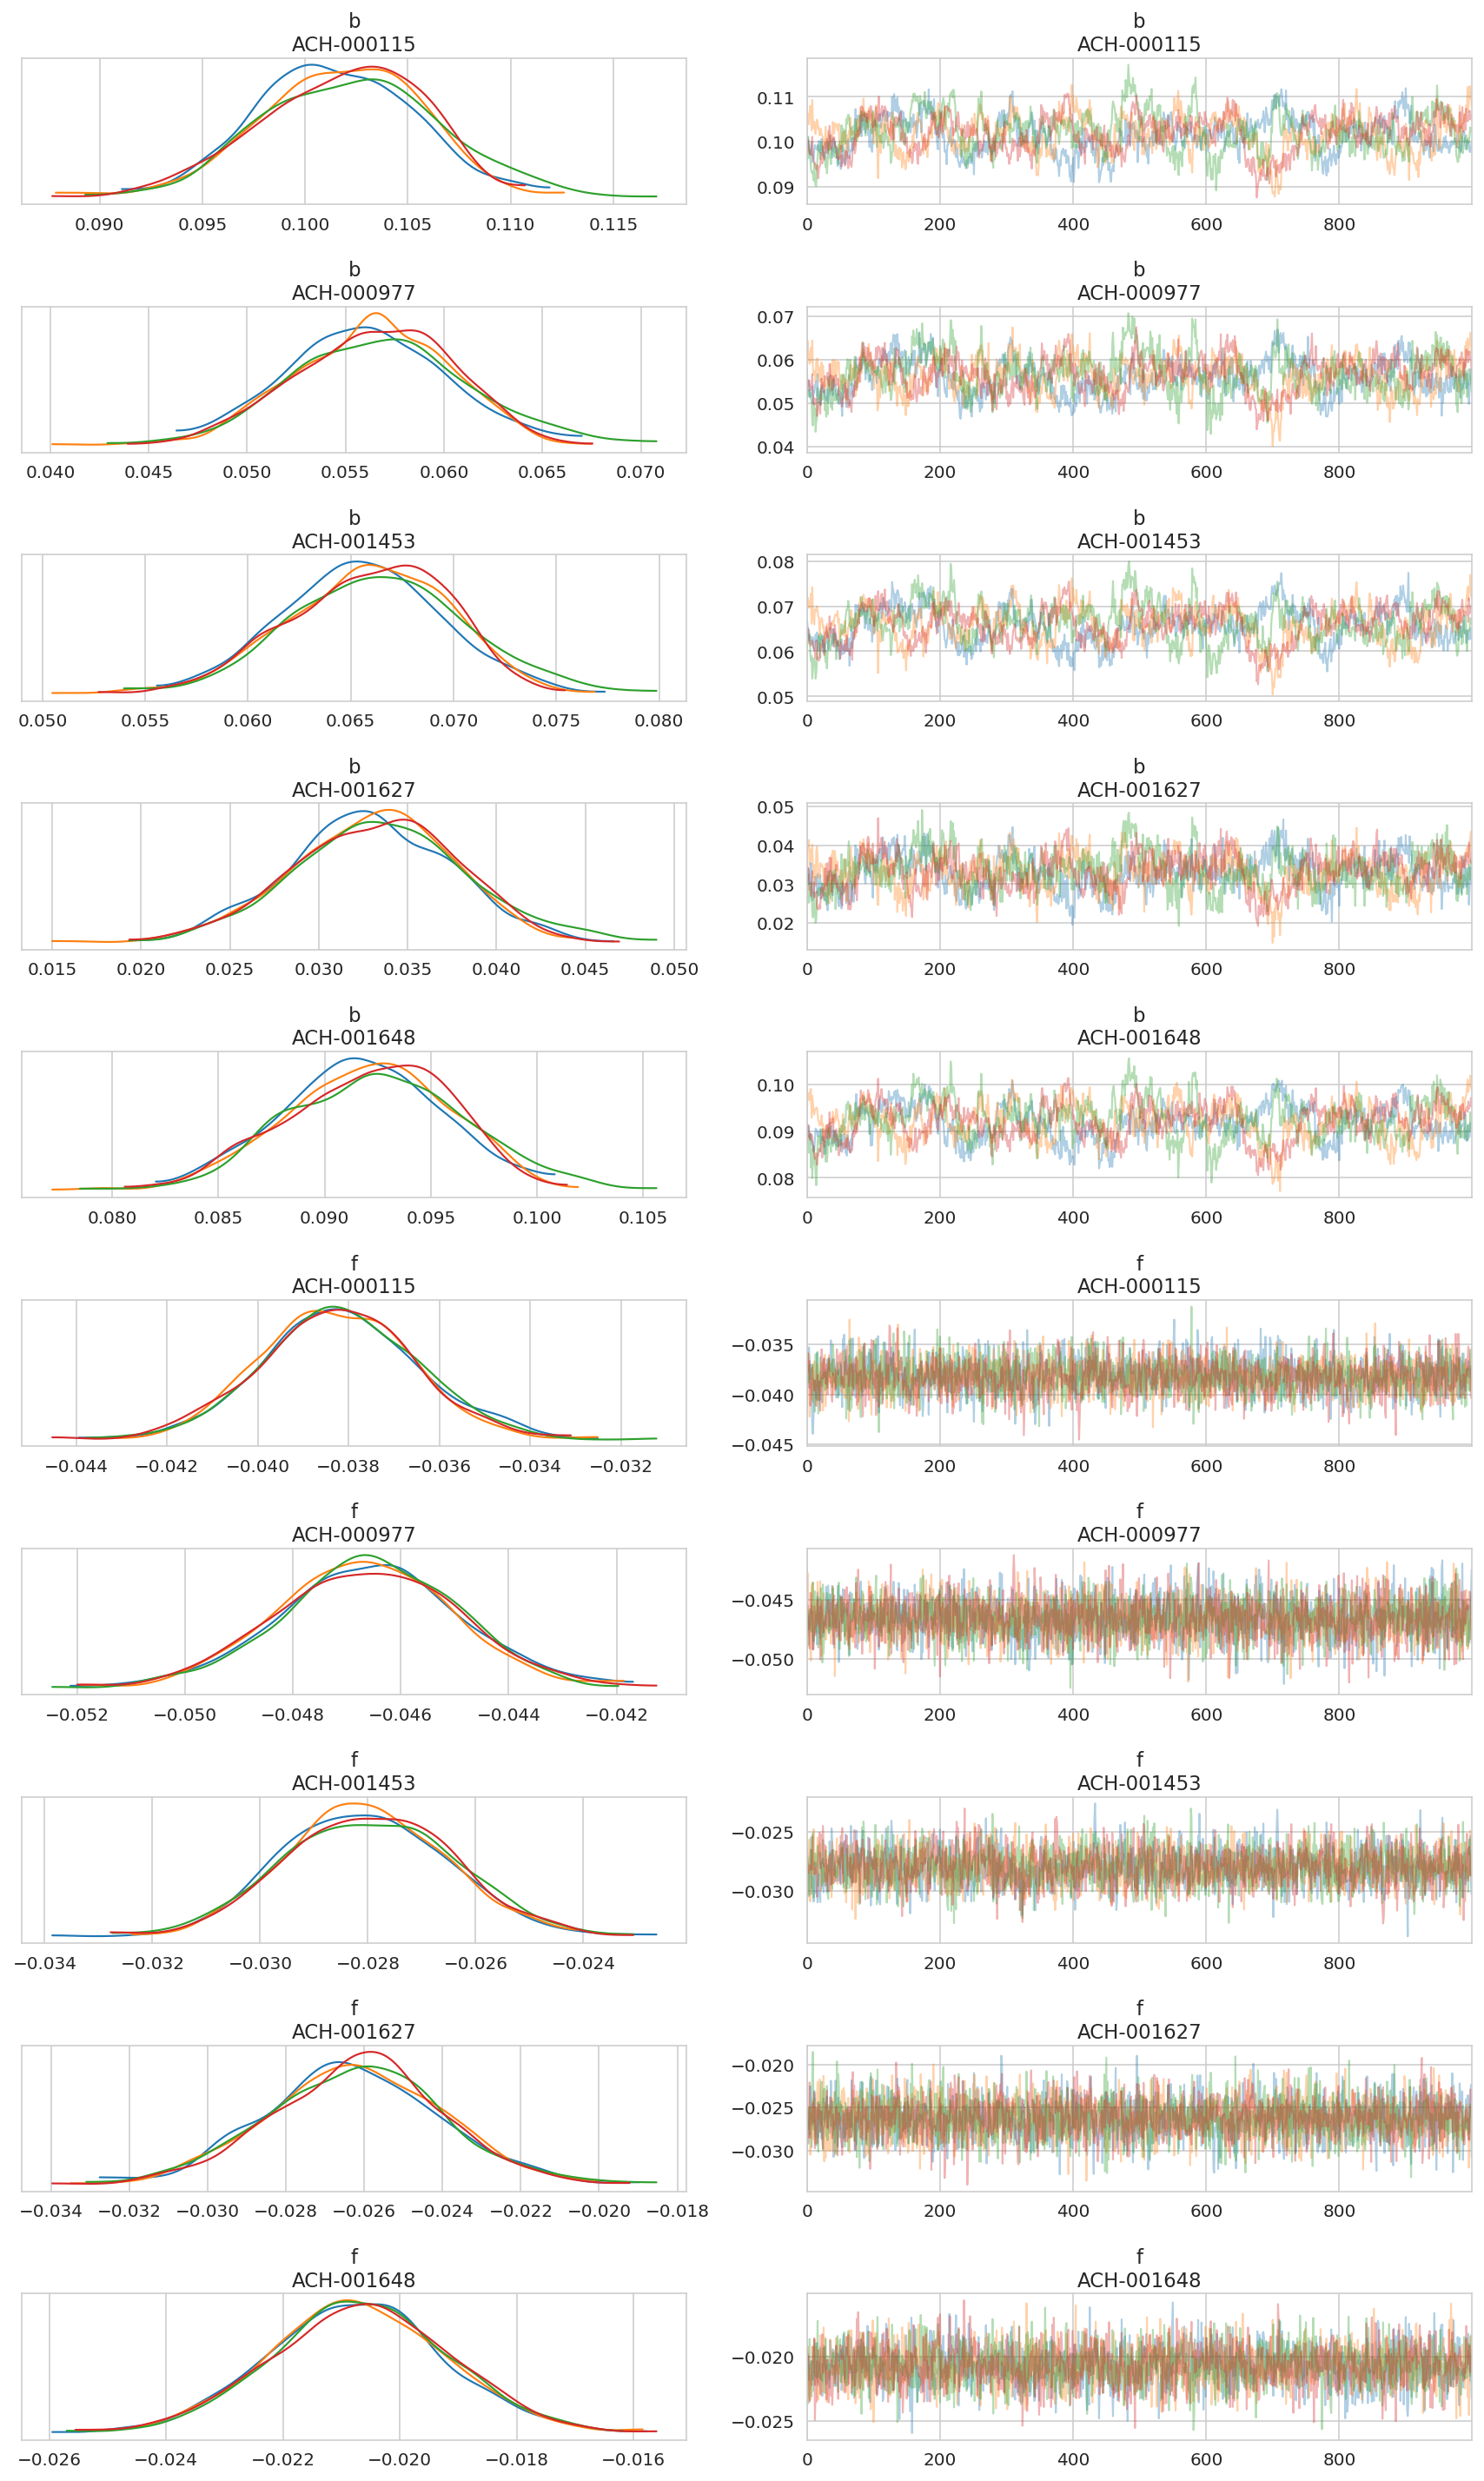 b b
ACH-000115 ACH-000115
0.11
0.10
0.09
0.090 0.095 0.100 0.105 0.110 0.115 0 200 400 600 800
b b
ACH-000977 ACH-000977
0.07
0.06
0.05
0.04
0.040 0.045 0.050 0.055 0.060 0.065 0.070 0 200 400 600 800
b b
ACH-001453 ACH-001453
0.08
0.07
0.06
0.05
0.050 0.055 0.060 0.065 0.070 0.075 0.080 0 200 400 600 800
b b
ACH-001627 ACH-001627
0.05
0.04
0.03
0.02
0.015 0.020 0.025 0.030 0.035 0.040 0.045 0.050 0 200 400 600 800
b b
ACH-001648 ACH-001648
0.10
0.09
0.08
0.080 0.085 0.090 0.095 0.100 0.105 0 200 400 600 800
f f
ACH-000115 ACH-000115
−0.035
−0.040
−0.045
−0.044 −0.042 −0.040 −0.038 −0.036 −0.034 −0.032 0 200 400 600 800
f f
ACH-000977 ACH-000977
−0.045
−0.050
−0.052 −0.050 −0.048 −0.046 −0.044 −0.042 0 200 400 600 800
f f
ACH-001453 ACH-001453
−0.025
−0.030
−0.034 −0.032 −0.030 −0.028 −0.026 −0.024 0 200 400 600 800
f f
ACH-001627 ACH-001627
−0.020
−0.025
−0.030
−0.034 −0.032 −0.030 −0.028 −0.026 −0.024 −0.022 −0.020 −0.018 0 200 400 600 800
f f
ACH-001648 ACH-001648
−0.020
−0.025
−0.026 −0.024 −0.022 −0.020 −0.018 −0.016 0 200 400 600 800